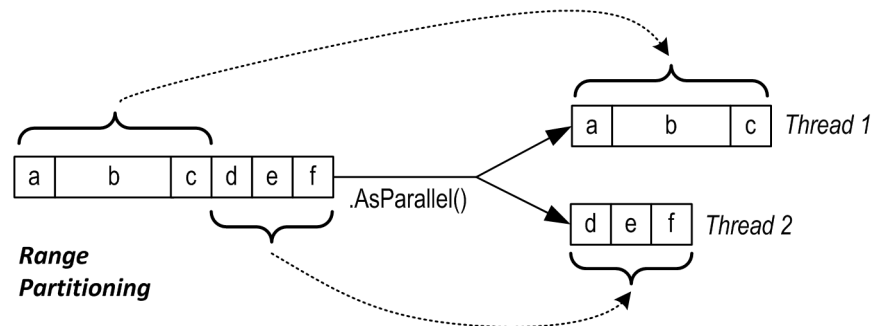 a b c Thread 1
a b c d e f
.AsParallel()
d e f Thread 2
Range
Partitioning